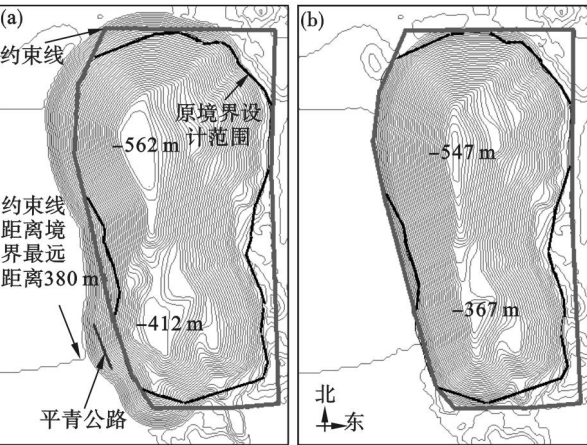 (a)
约束线
原境界设
计范围
-562 m
约束线
距离境
界最远
距离380 m
-412 m
平青公路
(b)
-547 m
-367 m
北
东